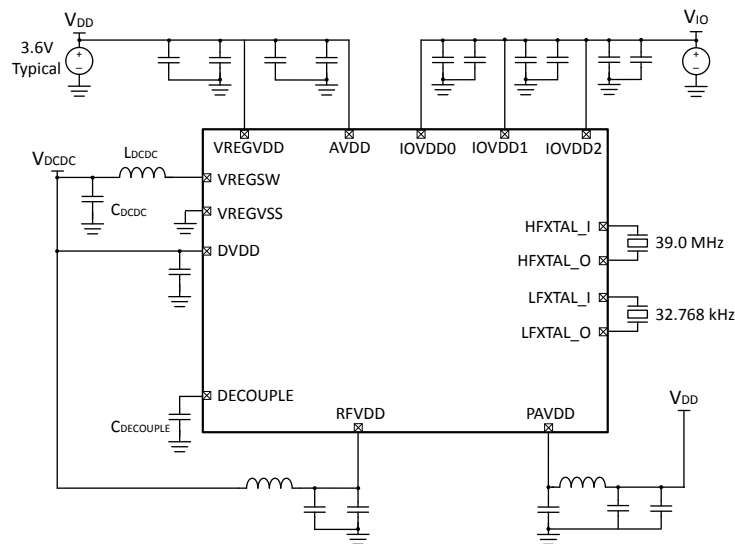 VDD
VIO
3.6V
Typical
+
−
+
−
VREGVDD
AVDD
IOVDD0
IOVDD1
IOVDD2
VDCDC
LDCDC
VREGSW
CDCDC
VREGVSS
DVDD
HFXTAL_I
39.0 MHz
HFXTAL_O
LFXTAL_I
32.768 kHz
LFXTAL_O
DECOUPLE
CDECOUPLE
RFVDD
PAVDD
VDD